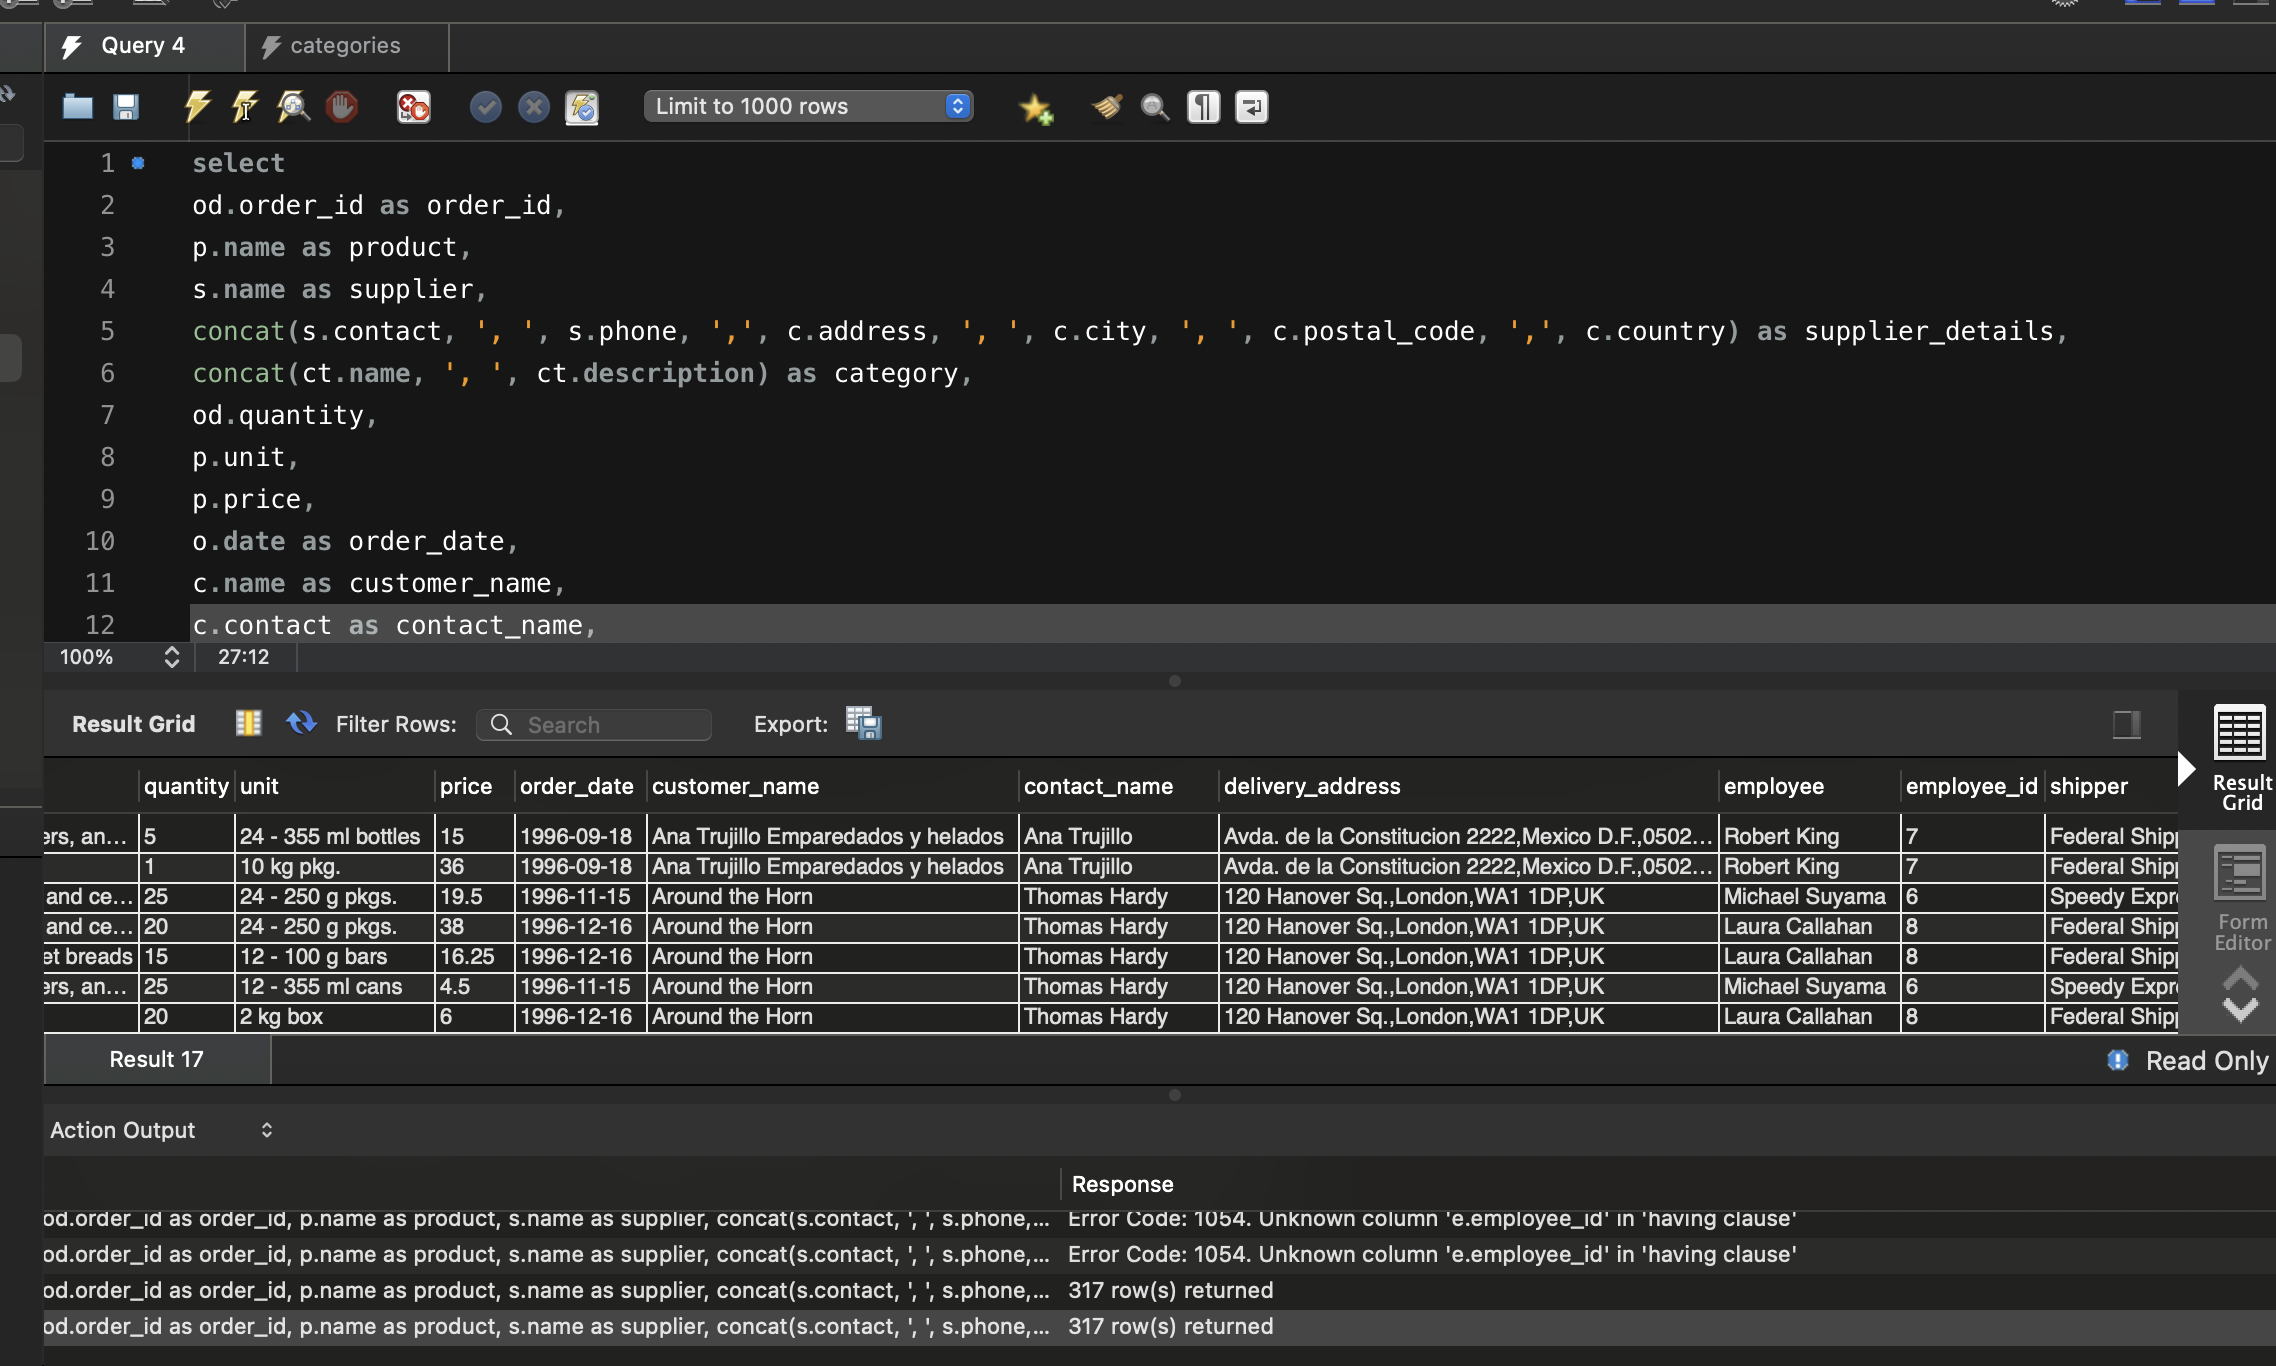 Query 4
categories
Limit to 1000 rows
1 select
2 od.order_id as order_id,
3 p.name as product,
4 s.name as supplier,
5 concat(s.contact, ', ', s.phone, ',', c.address, ', ', c.city, ', ', c.postal_code, ',', c.country) as supplier_details,
6 concat(ct.name, ', ', ct.description) as category,
7 od.quantity,
8 p.unit,
9 p.price,
10 o.date as order_date,
11 c.name as customer_name,
12 c.contact as contact_name,
100% 27:12
Result Grid Filter Rows: Search Export:
Result Grid
Form Editor
quantity unit price order_date customer_name contact_name delivery_address employee employee_id shipper
ers, an... 5 24 - 355 ml bottles 15 1996-09-18 Ana Trujillo Emparedados y helados Ana Trujillo Avda. de la Constitucion 2222,Mexico D.F.,0502... Robert King 7 Federal Shipp
1 10 kg pkg. 36 1996-09-18 Ana Trujillo Emparedados y helados Ana Trujillo Avda. de la Constitucion 2222,Mexico D.F.,0502... Robert King 7 Federal Shipp
and ce... 25 24 - 250 g pkgs. 19.5 1996-11-15 Around the Horn Thomas Hardy 120 Hanover Sq.,London,WA1 1DP,UK Michael Suyama 6 Speedy Expr
and ce... 20 24 - 250 g pkgs. 38 1996-12-16 Around the Horn Thomas Hardy 120 Hanover Sq.,London,WA1 1DP,UK Laura Callahan 8 Federal Shipp
et breads 15 12 - 100 g bars 16.25 1996-12-16 Around the Horn Thomas Hardy 120 Hanover Sq.,London,WA1 1DP,UK Laura Callahan 8 Federal Shipp
ers, an... 25 12 - 355 ml cans 4.5 1996-11-15 Around the Horn Thomas Hardy 120 Hanover Sq.,London,WA1 1DP,UK Michael Suyama 6 Speedy Expr
20 2 kg box 6 1996-12-16 Around the Horn Thomas Hardy 120 Hanover Sq.,London,WA1 1DP,UK Laura Callahan 8 Federal Shipp
Result 17 Read Only
Action Output
Response
od.order_id as order_id, p.name as product, s.name as supplier, concat(s.contact, ', ', s.phone,... Error Code: 1054. Unknown column 'e.employee_id' in 'having clause'
od.order_id as order_id, p.name as product, s.name as supplier, concat(s.contact, ', ', s.phone,... Error Code: 1054. Unknown column 'e.employee_id' in 'having clause'
od.order_id as order_id, p.name as product, s.name as supplier, concat(s.contact, ', ', s.phone,... 317 row(s) returned
od.order_id as order_id, p.name as product, s.name as supplier, concat(s.contact, ', ', s.phone,... 317 row(s) returned